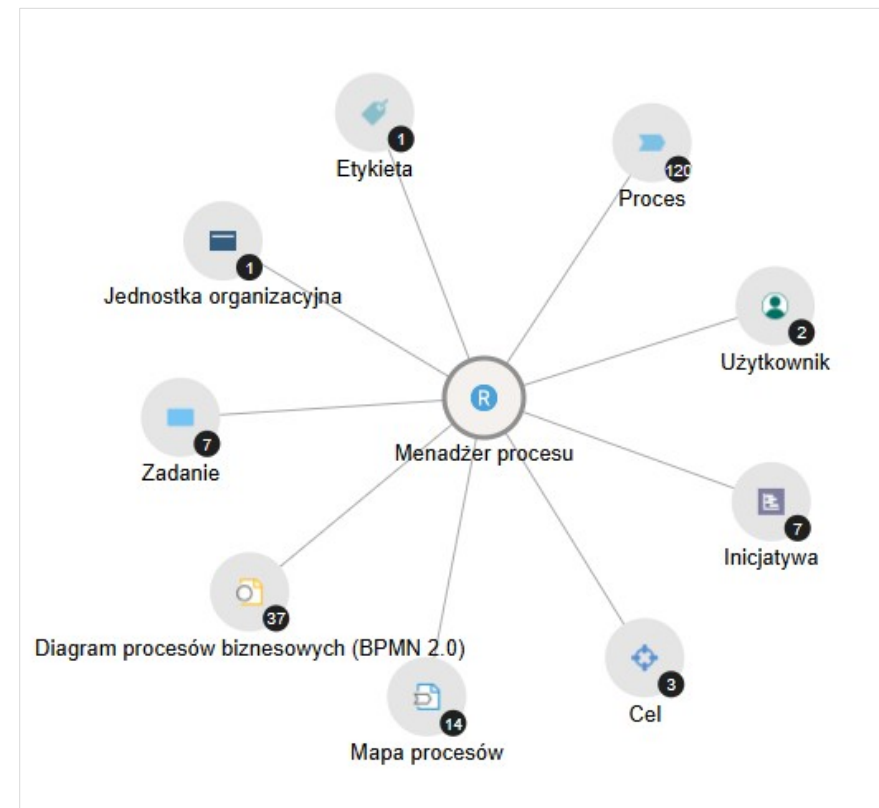 1
Etykieta
120
Proces
1
Jednostka organizacyjna
2
Użytkownik
R
Menadżer procesu
7
Zadanie
7
Inicjatywa
37
Diagram procesów biznesowych (BPMN 2.0)
3
Cel
14
Mapa procesów